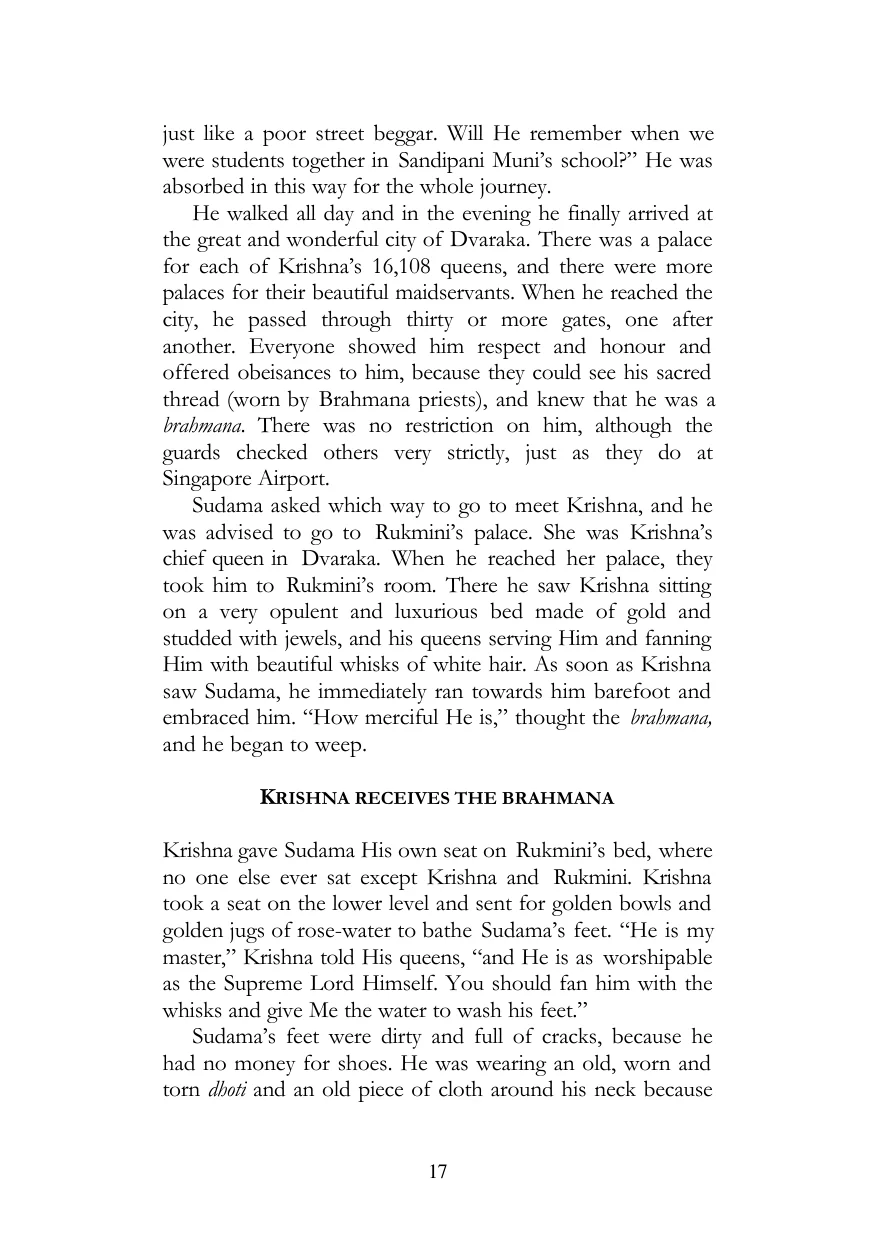 just like a poor street beggar. Will He remember when we
were students together in Sandipani Muni’s school?” He was
absorbed in this way for the whole journey.
He walked all day and in the evening he finally arrived at
the great and wonderful city of Dvaraka. There was a palace
for each of Krishna’s 16,108 queens, and there were more
palaces for their beautiful maidservants. When he reached the
city, he passed through thirty or more gates, one after
another. Everyone showed him respect and honour and
offered obeisances to him, because they could see his sacred
thread (worn by Brahmana priests), and knew that he was a
brahmana. There was no restriction on him, although the
guards checked others very strictly, just as they do at
Singapore Airport.
Sudama asked which way to go to meet Krishna, and he
was advised to go to Rukmini’s palace. She was Krishna’s
chief queen in Dvaraka. When he reached her palace, they
took him to Rukmini’s room. There he saw Krishna sitting
on a very opulent and luxurious bed made of gold and
studded with jewels, and his queens serving Him and fanning
Him with beautiful whisks of white hair. As soon as Krishna
saw Sudama, he immediately ran towards him barefoot and
embraced him. “How merciful He is,” thought the brahmana,
and he began to weep.
KRISHNA RECEIVES THE BRAHMANA
Krishna gave Sudama His own seat on Rukmini’s bed, where
no one else ever sat except Krishna and Rukmini. Krishna
took a seat on the lower level and sent for golden bowls and
golden jugs of rose-water to bathe Sudama’s feet. “He is my
master,” Krishna told His queens, “and He is as worshipable
as the Supreme Lord Himself. You should fan him with the
whisks and give Me the water to wash his feet.”
Sudama’s feet were dirty and full of cracks, because he
had no money for shoes. He was wearing an old, worn and
torn dhoti and an old piece of cloth around his neck because
17